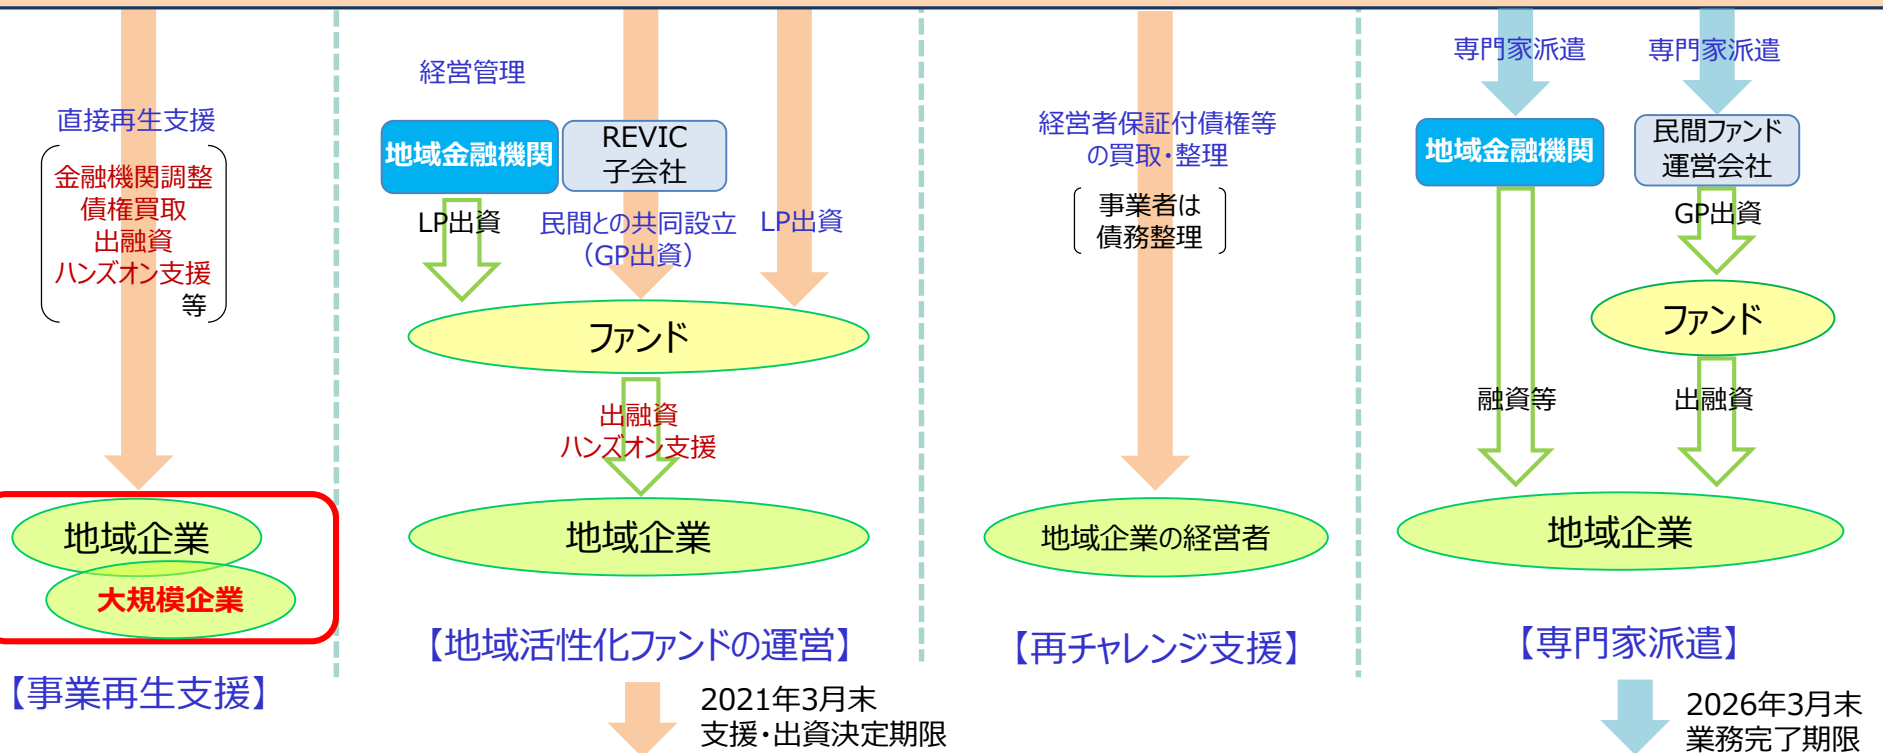 直接再生支援
金融機関調整
債権買取
出融資
ハンズオン支援
等
地域企業
大規模企業
【事業再生支援】
経営管理
地域金融機関
REVIC
子会社
LP出資
民間との共同設立
（GP出資）
LP出資
ファンド
出融資
ハンズオン支援
地域企業
【地域活性化ファンドの運営】
2021年3月末
支援・出資決定期限
経営者保証付債権等
の買取・整理
事業者は
債務整理
地域企業の経営者
【再チャレンジ支援】
専門家派遣
専門家派遣
地域金融機関
民間ファンド
運営会社
GP出資
ファンド
融資等
出融資
地域企業
【専門家派遣】
2026年3月末
業務完了期限